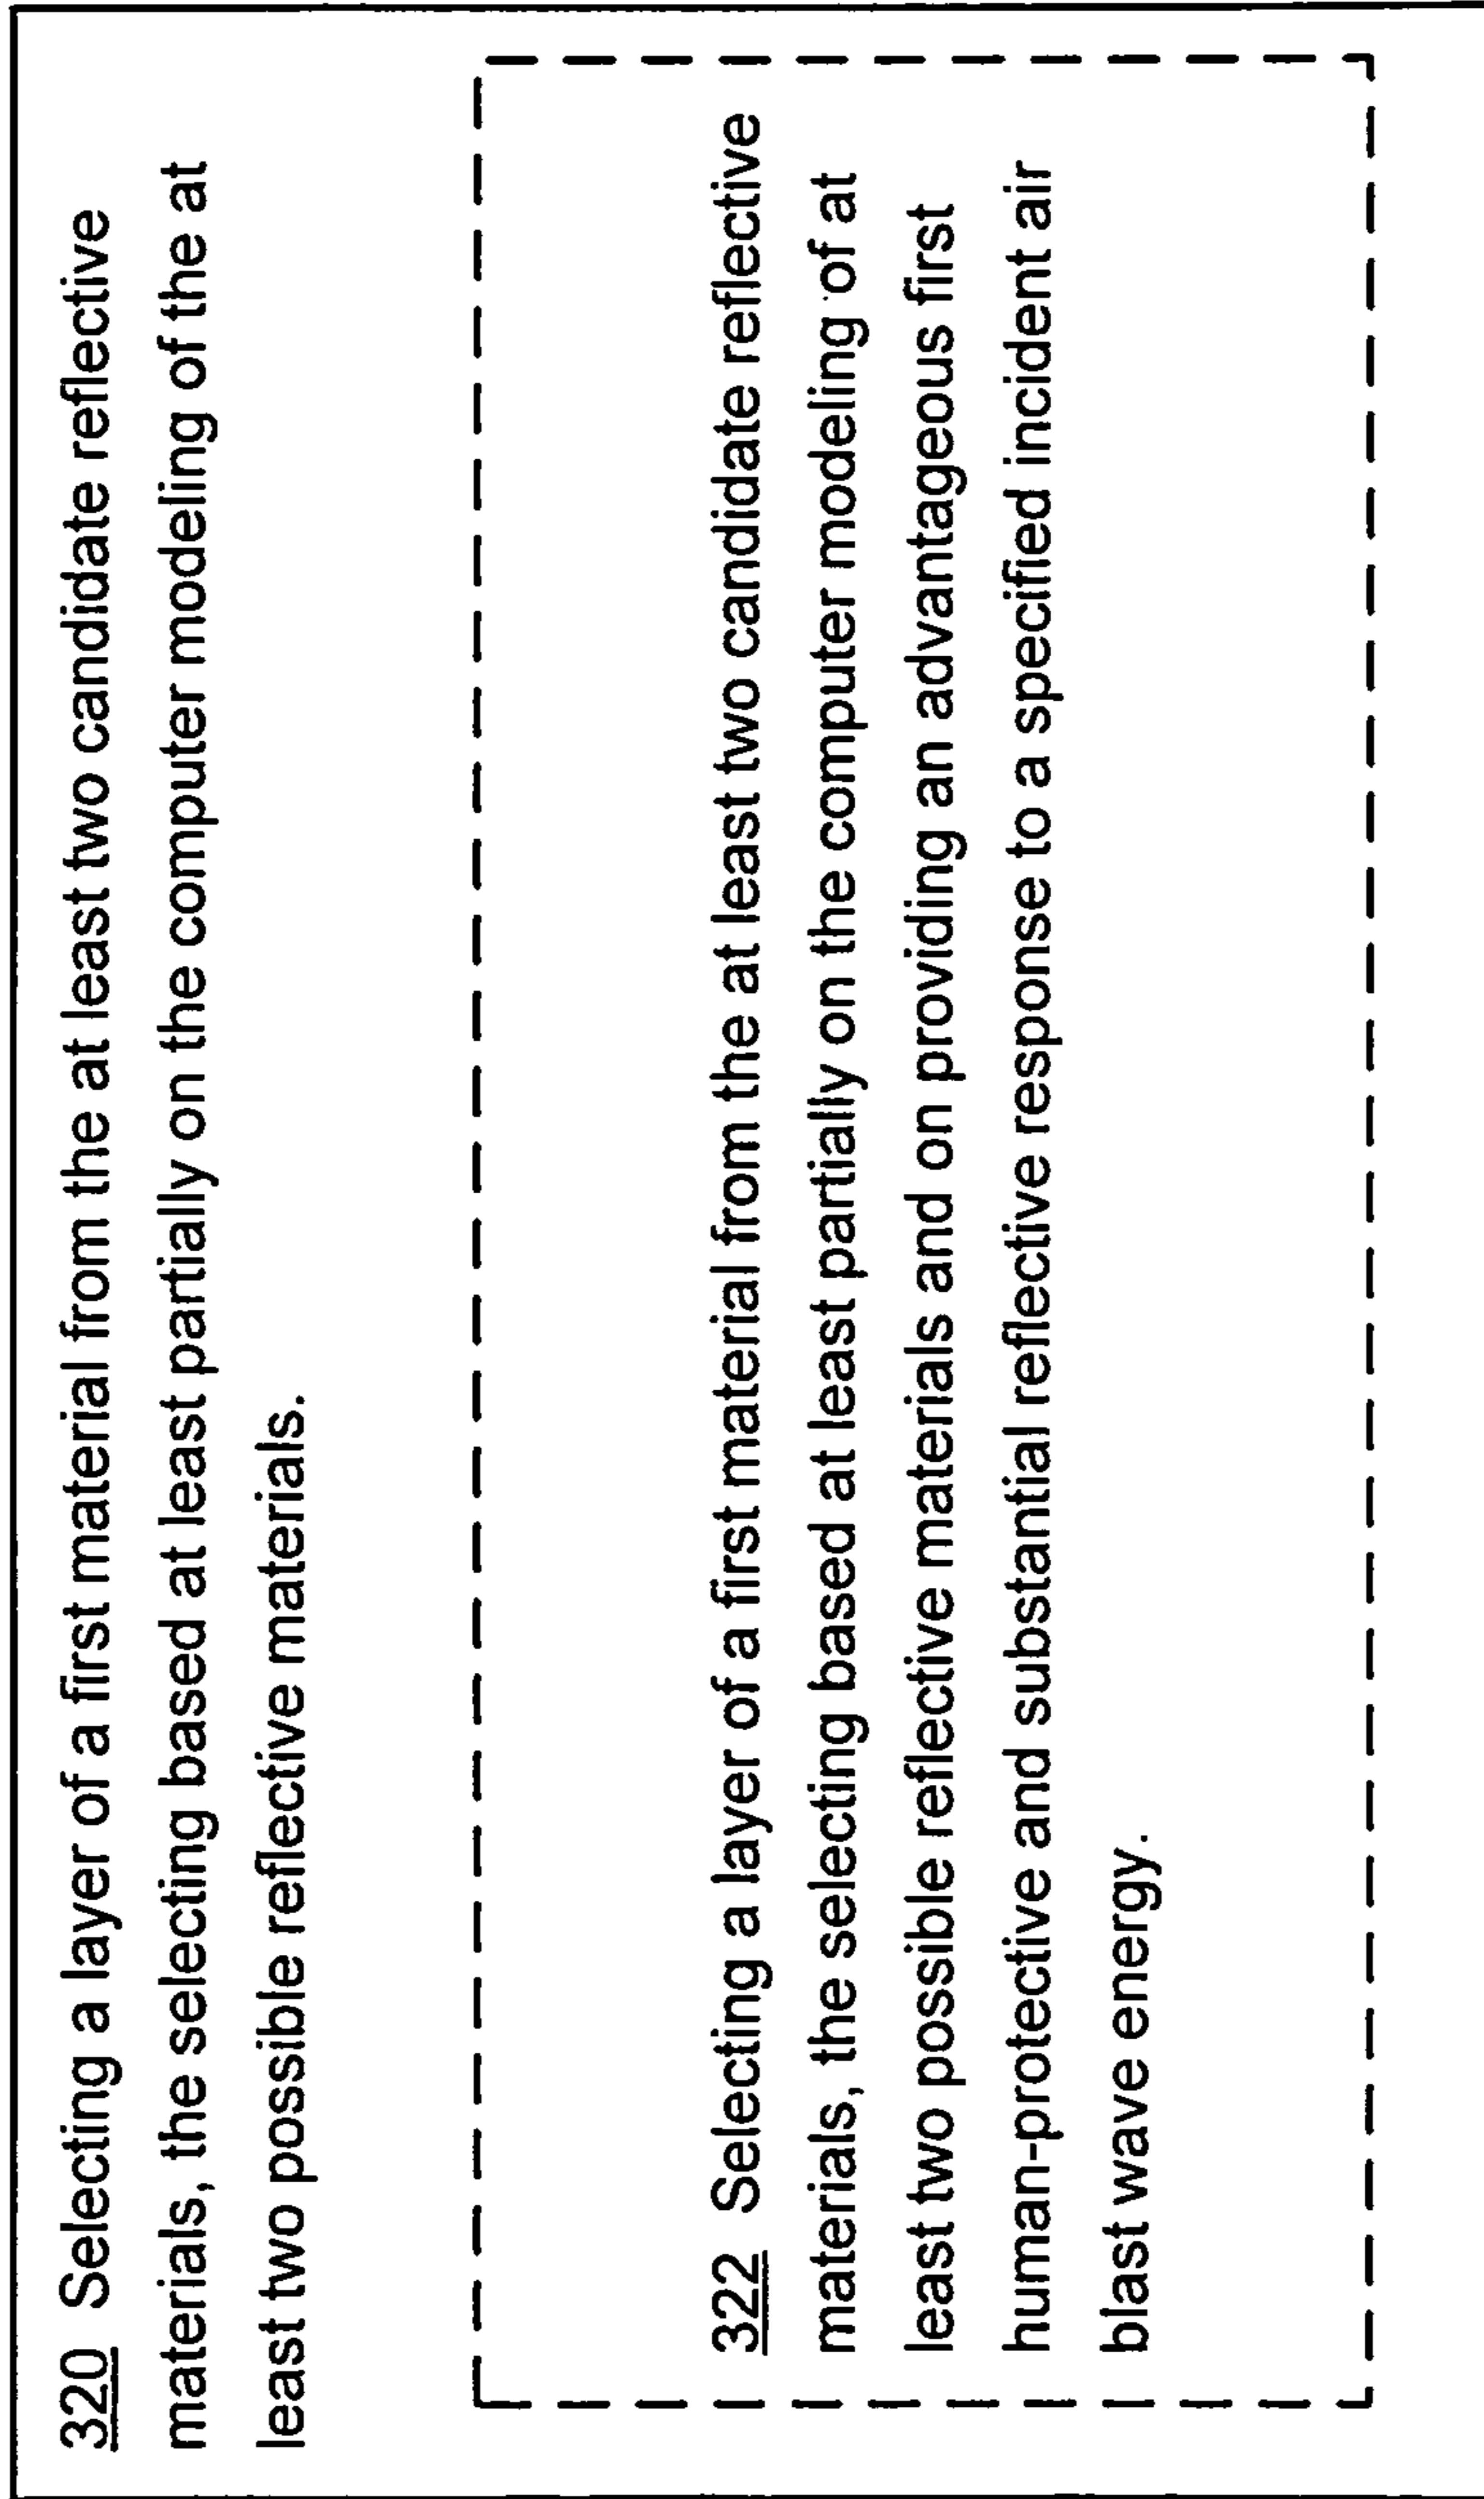 320 Selecting a layer of a first material from the at least two candidate reflective
materials, the selecting based at least partially on the computer modeling of the at
least two possible reflective materials.
322 Selecting a layer of a first material from the at least two candidate reflective
materials, the selecting based at least partially on the computer modeling of at
least two possible reflective materials and on providing an advantageous first
human-protective and substantial reflective response to a specified incident air
blast wave energy.